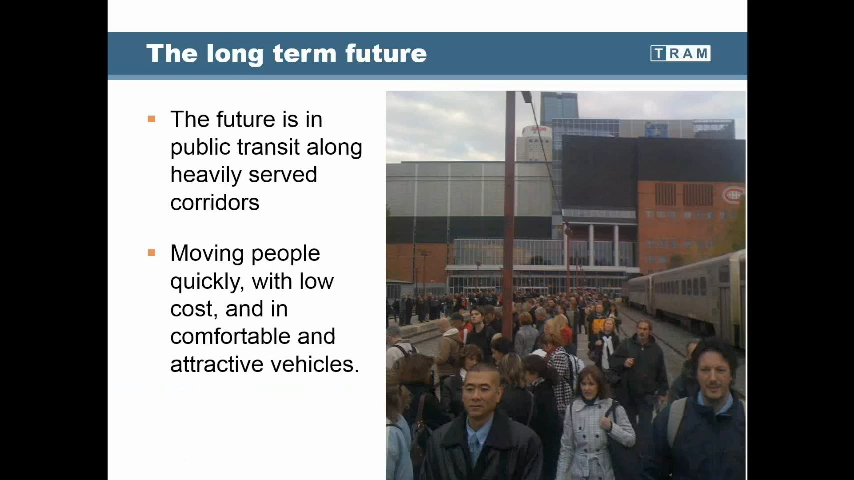 The long term future
TRAM
The future is in
public transit along
heavily served
corridors
Moving people
quickly, with low
cost, and in
comfortable and
attractive vehicles.